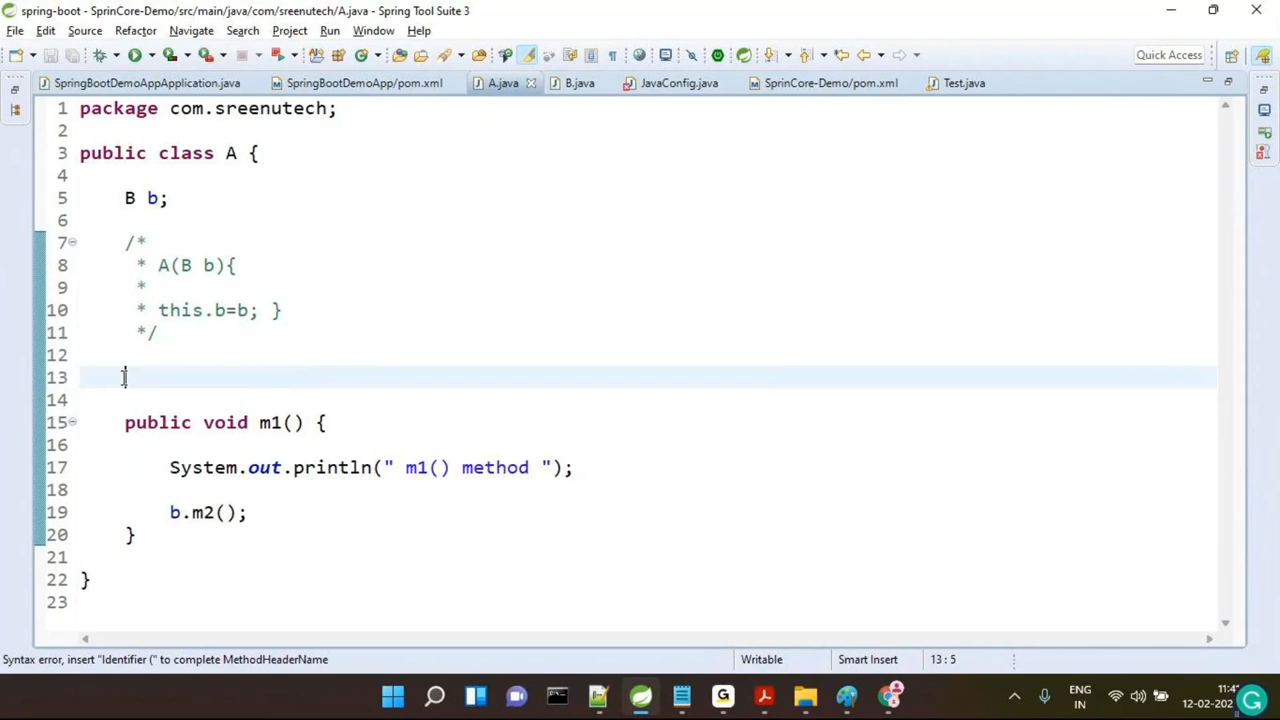 spring-boot - SprinCore-Demo/src/main/java/com/sreenutech/A.java - Spring Tool Suite 3
File Edit Source Refactor Navigate Search Project Run Window Help
Quick Access
SpringBootDemoAppApplication.java SpringBootDemoApp/pom.xml A.java B.java JavaConfig.java SprinCore-Demo/pom.xml Test.java
1 package com.sreenutech;
2
3 public class A {
4
5 B b;
6
7 /*
8 * A(B b){
9 *
10 * this.b=b; }
11 */
12
13
14
15 public void m1() {
16
17 System.out.println(" m1() method ");
18
19 b.m2();
20 }
21
22 }
23
Syntax error, insert "Identifier (" to complete MethodHeaderName Writable Smart Insert 13 : 5
ENG
IN
11:4
12-02-202